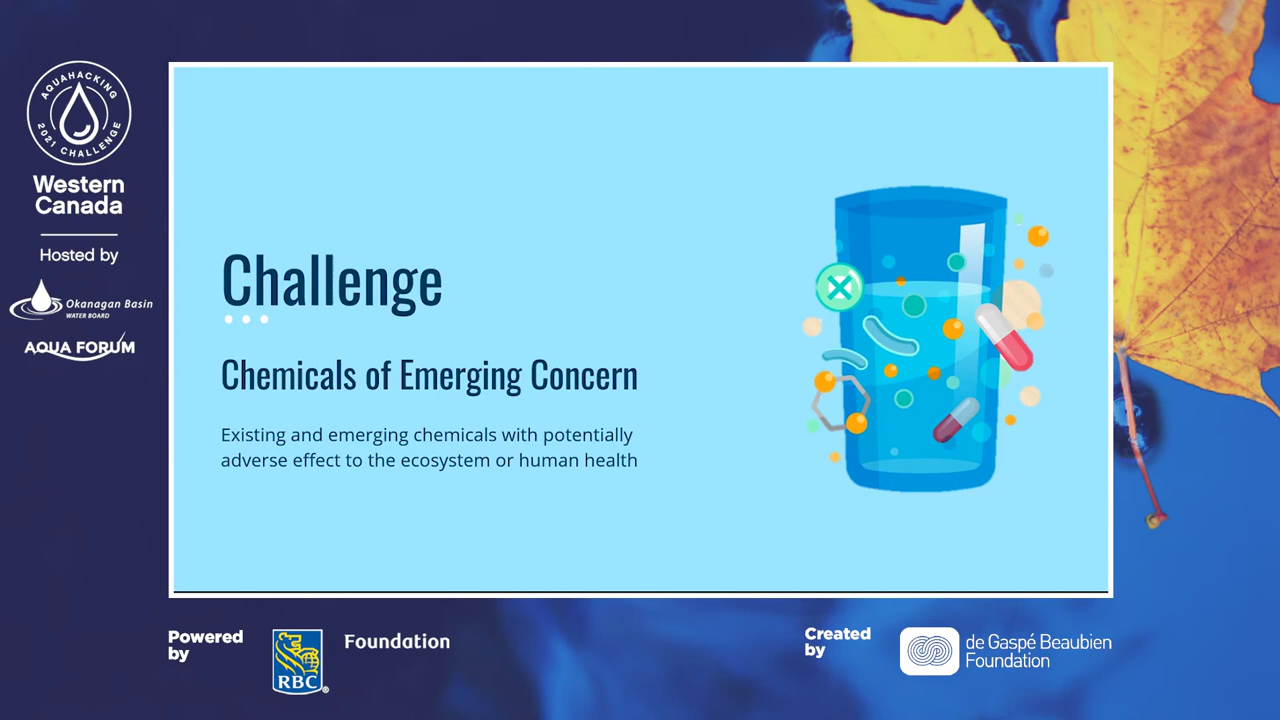 AQUAHACKING
2021 CHALLENGE
Western
Canada
Hosted by
Okanagan Basin
WATER BOARD
AQUA FORUM
Challenge
Chemicals of Emerging Concern
Existing and emerging chemicals with potentially
adverse effect to the ecosystem or human health
Powered
by
RBC®
Foundation
Created
by
de Gaspé Beaubien
Foundation